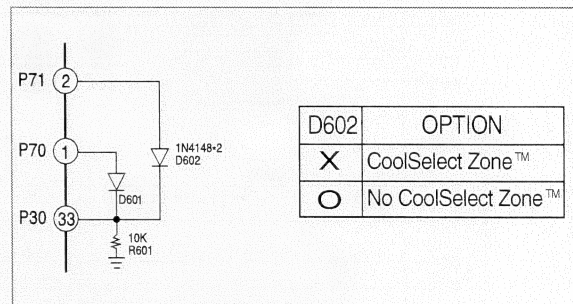 P71 2
1N4148*2
D602
P70 1
D601
P30 33
10K
R601
D602 OPTION
X CoolSelect Zone™
O No CoolSelect Zone™